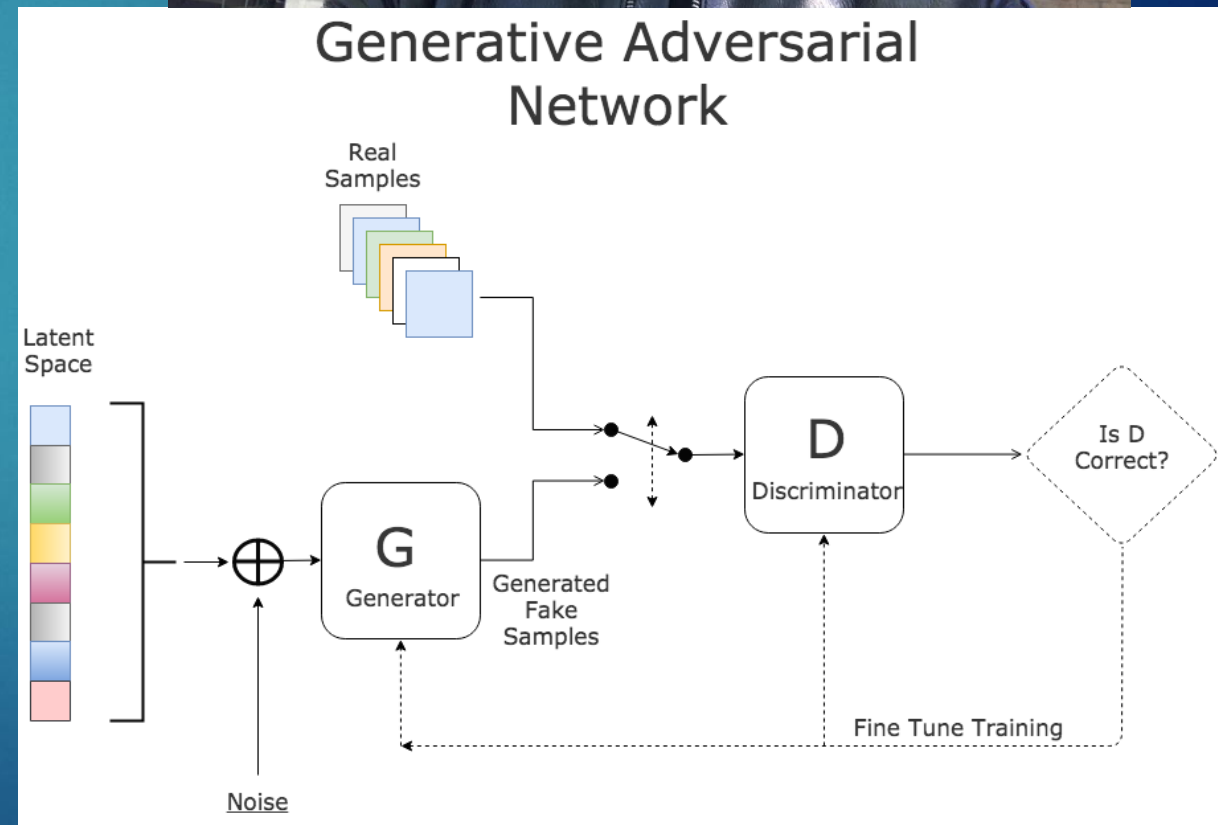 Generative Adversarial
Network
Real
Samples
Latent
Space
Is D
Correct?
D
Discriminator
G
Generator
Generated
Fake
Samples
Fine Tune Training
Noise